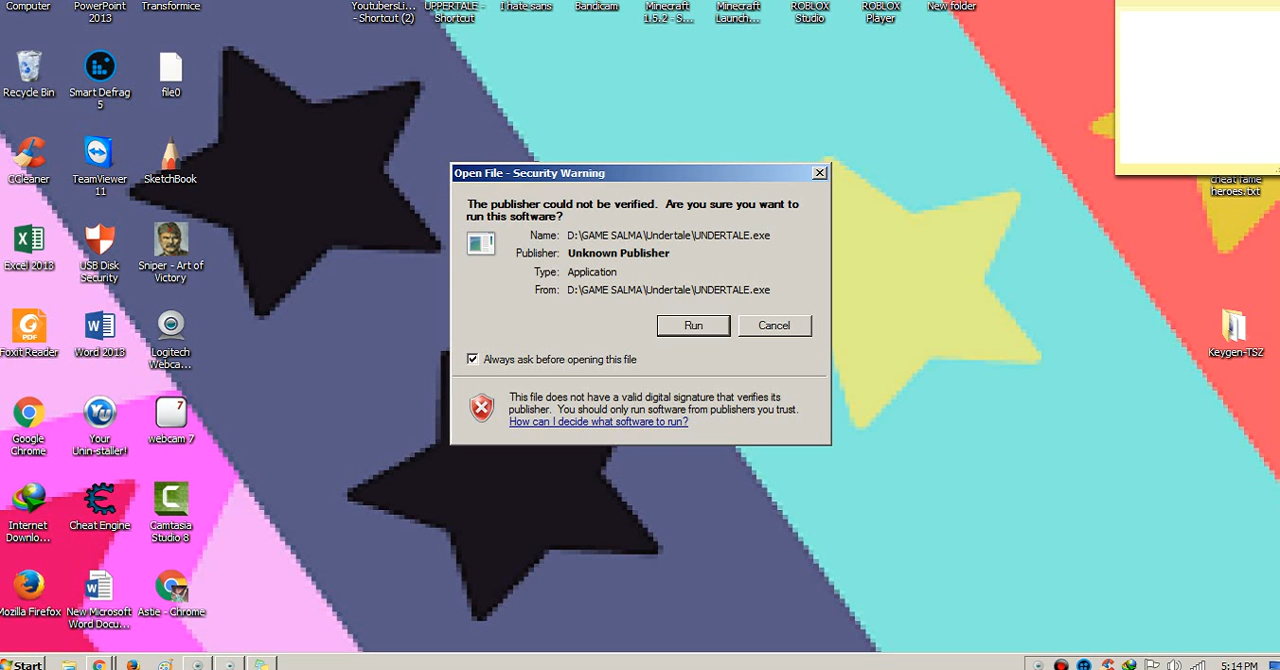 Computer
PowerPoint
2013
Transformice
YoutubersLi...
- Shortcut (2)
UPPERTALE -
Shortcut
I hate sans
Bandicam
Minecraft
1.5.2 - S...
Minecraft
Launch...
ROBLOX
Studio
ROBLOX
Player
New folder
Recycle Bin
Smart Defrag
5
file0
CCleaner
TeamViewer
11
SketchBook
cheat fame
heroes.txt
Excel 2013
USB Disk
Security
Sniper - Art of
Victory
Foxit Reader
Word 2013
Logitech
Webca...
Keygen-TSZ
Google
Chrome
Your
Unin-staller!
webcam 7
Internet
Downlo...
Cheat Engine
Camtasia
Studio 8
Mozilla Firefox
New Microsoft
Word Docu...
Astie - Chrome
Open File - Security Warning
The publisher could not be verified. Are you sure you want to
run this software?
Name: D:\GAME SALMA\Undertale\UNDERTALE.exe
Publisher: Unknown Publisher
Type: Application
From: D:\GAME SALMA\Undertale\UNDERTALE.exe
Run
Cancel
Always ask before opening this file
This file does not have a valid digital signature that verifies its
publisher. You should only run software from publishers you trust.
How can I decide what software to run?
Start
5:14 PM